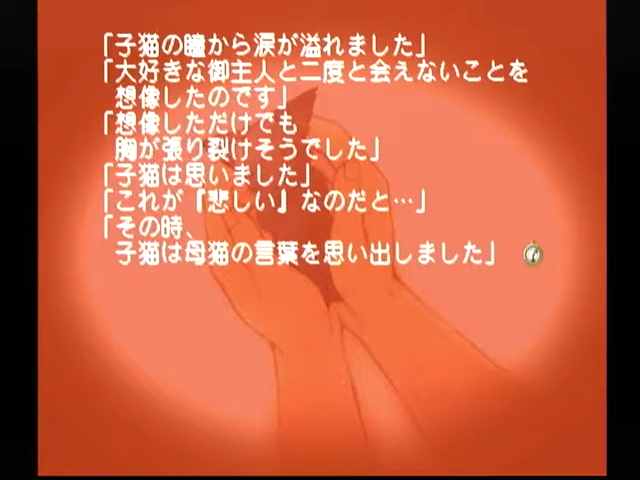 「子猫の瞳から涙が溢れました」
「大好きな御主人と二度と会えないことを
想像したのです」
「想像しただけでも
胸が張り裂けそうでした」
「子猫は思いました」
「これが『悲しい』なのだと…」
「その時、
子猫は母猫の言葉を思い出しました」